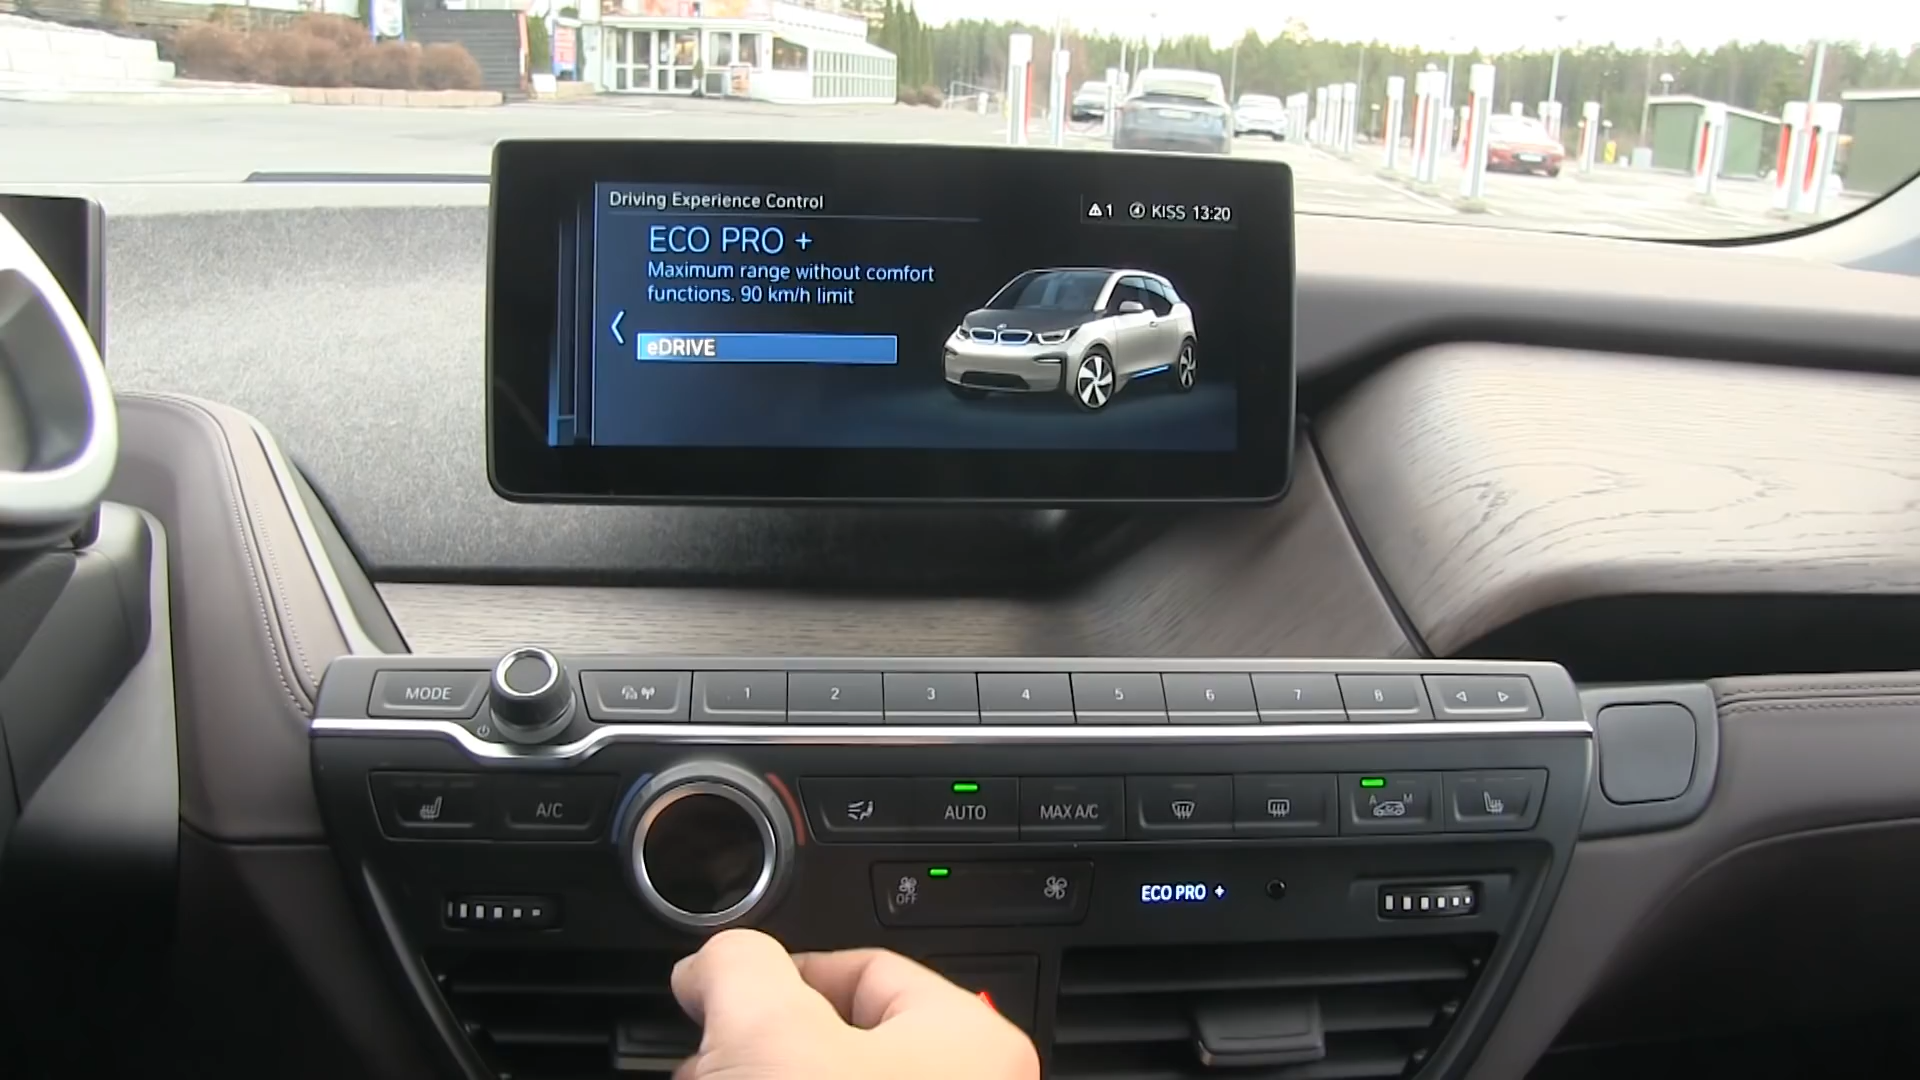 Driving Experience Control
1 KISS 13:20
ECO PRO +
Maximum range without comfort
functions. 90 km/h limit
eDRIVE
MODE 1 2 3 4 5 6 7 8
A/C AUTO MAX A/C A M
OFF ECO PRO +